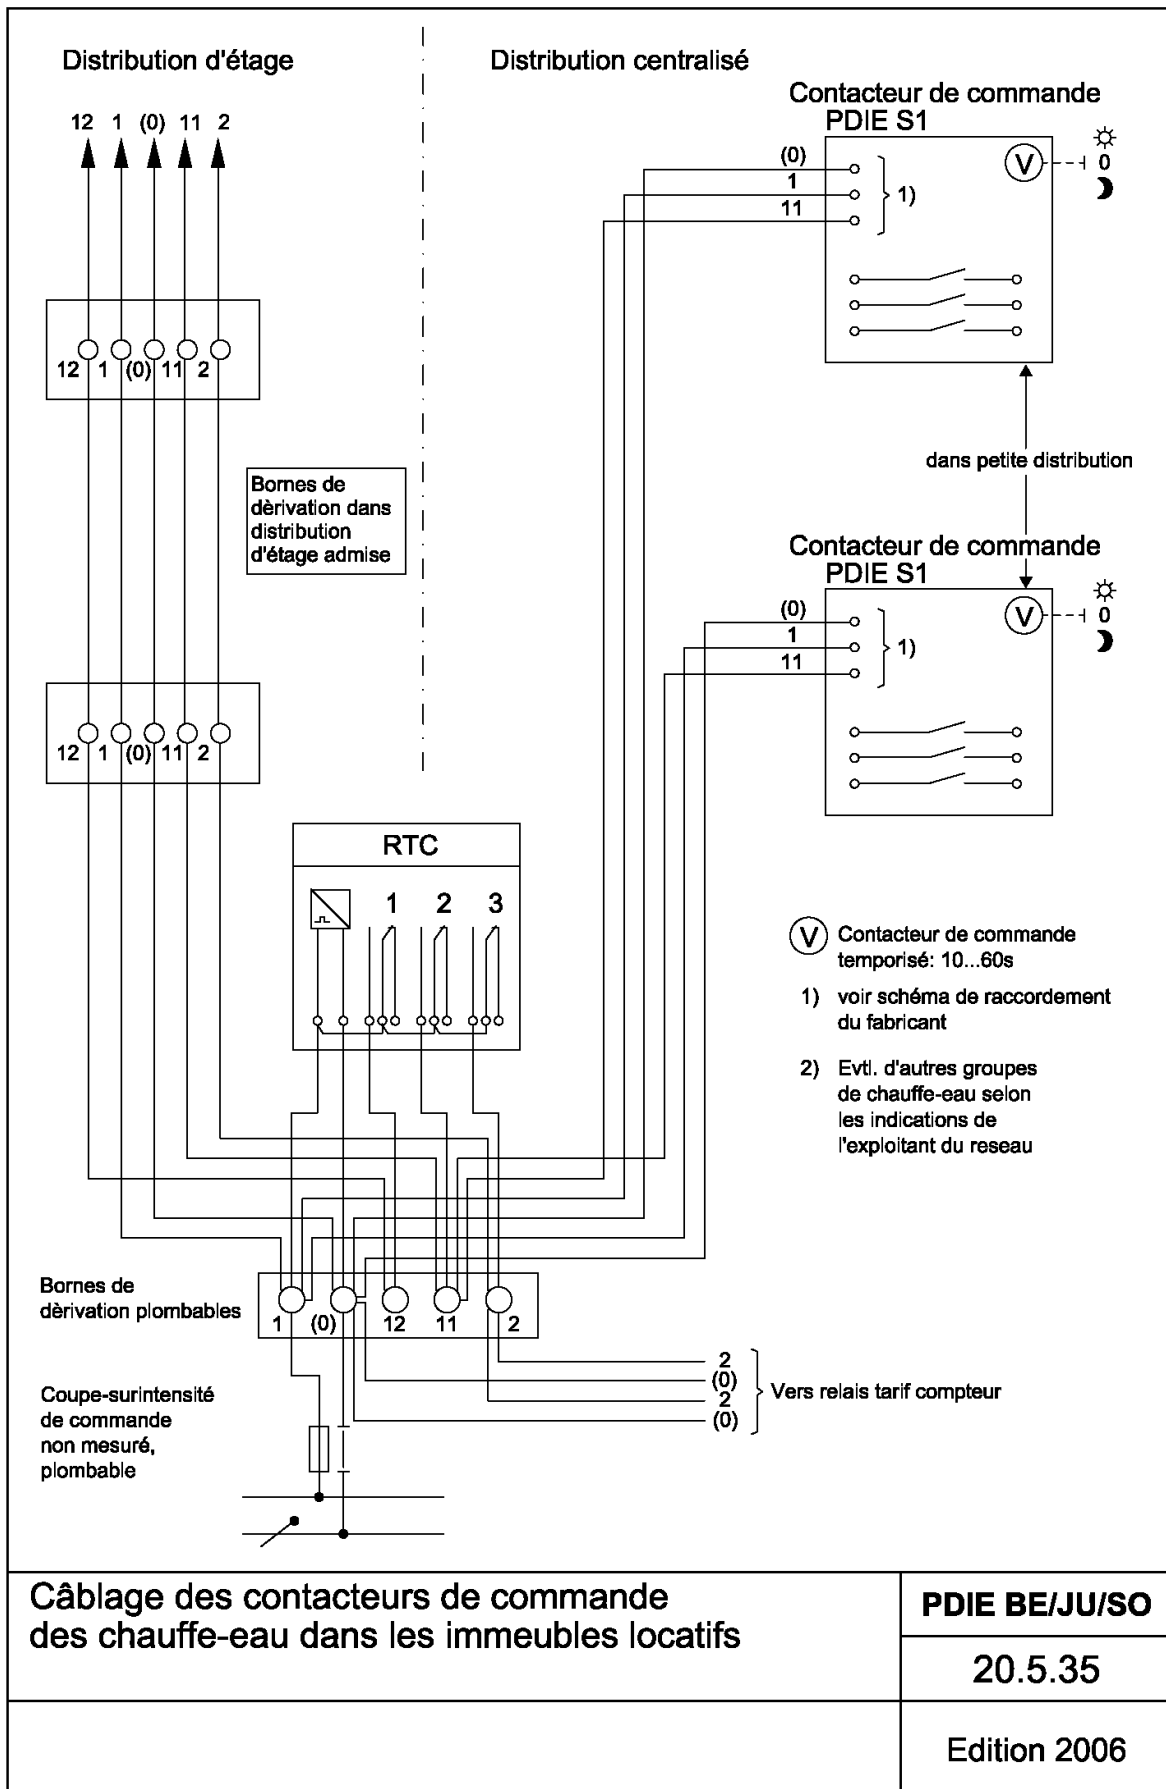 Distribution d'étage
Distribution centralisé
12 1 (0) 11 2
Contacteur de commande
PDIE S1
(0)
1
11
1)
V
0
12 1 (0) 11 2
dans petite distribution
Bornes de
dèrivation dans
distribution
d'étage admise
Contacteur de commande
PDIE S1
(0)
1
11
1)
V
0
12 1 (0) 11 2
RTC
1 2 3
V Contacteur de commande
temporisé: 10...60s
1) voir schéma de raccordement
du fabricant
2) Evtl. d'autres groupes
de chauffe-eau selon
les indications de
l'exploitant du reseau
Bornes de
dèrivation plombables
1 (0) 12 11 2
2
(0)
2
(0)
Vers relais tarif compteur
Coupe-surintensité
de commande
non mesuré,
plombable
Câblage des contacteurs de commande
des chauffe-eau dans les immeubles locatifs
PDIE BE/JU/SO
20.5.35
Edition 2006